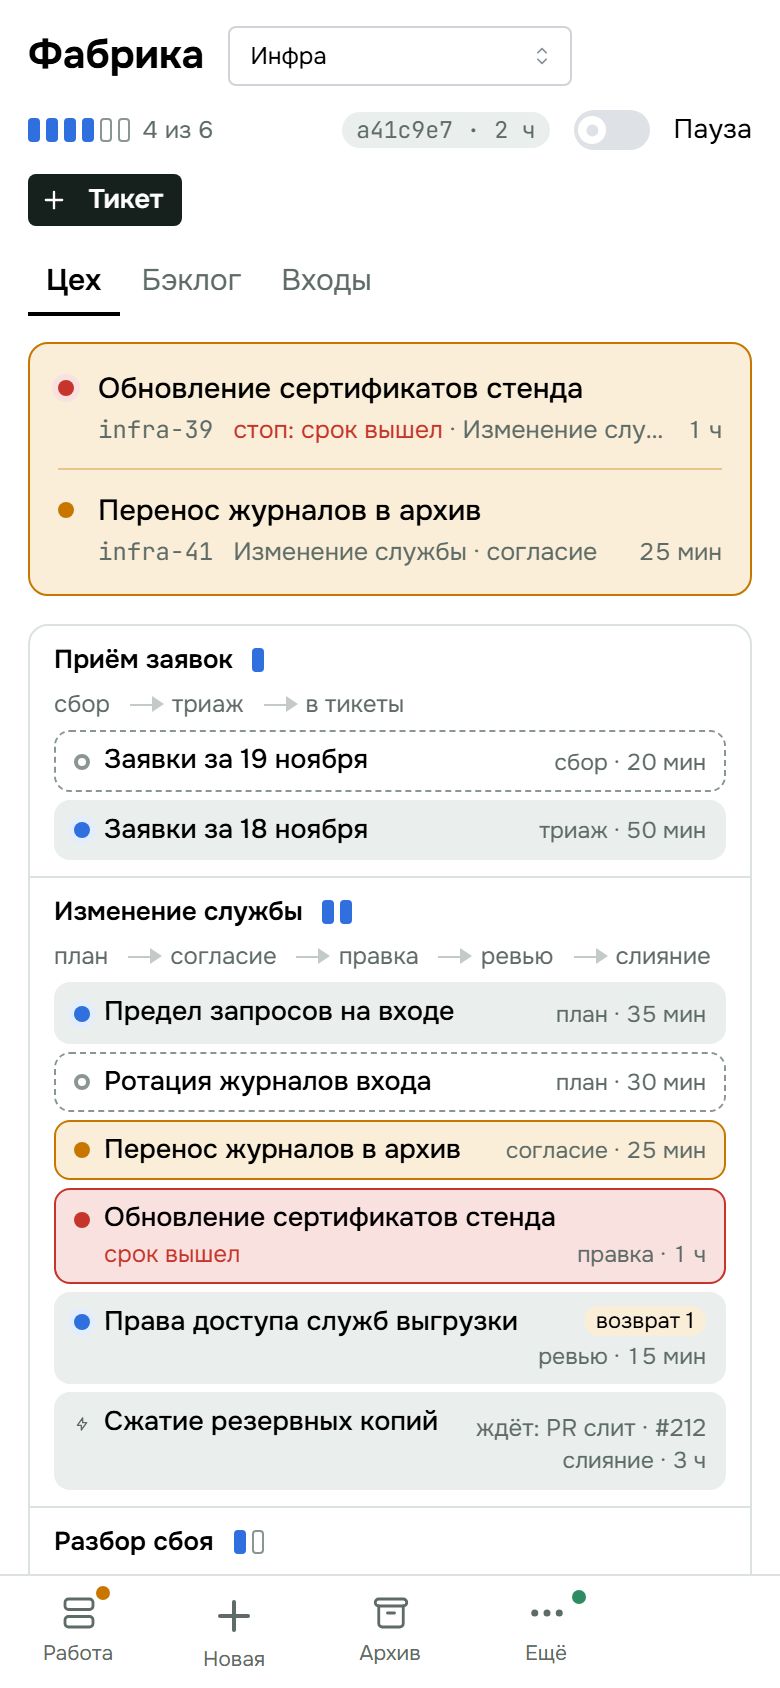 Фабрика
Инфра
4 из 6
a41c9e7 · 2 ч
Пауза
Тикет
Цех Бэклог Входы
Обновление сертификатов стенда
infra-39 стоп: срок вышел · Изменение слу... 1 ч
Перенос журналов в архив
infra-41 Изменение службы · согласие 25 мин
Приём заявок
сбор триаж в тикеты
Заявки за 19 ноября сбор · 20 мин
Заявки за 18 ноября триаж · 50 мин
Изменение службы
план согласие правка ревью слияние
Предел запросов на входе план · 35 мин
Ротация журналов входа план · 30 мин
Перенос журналов в архив согласие · 25 мин
Обновление сертификатов стенда
срок вышел правка · 1 ч
Права доступа служб выгрузки возврат 1
ревью · 15 мин
Сжатие резервных копий ждёт: PR слит · #212
слияние · 3 ч
Разбор сбоя
Работа Новая Архив Ещё